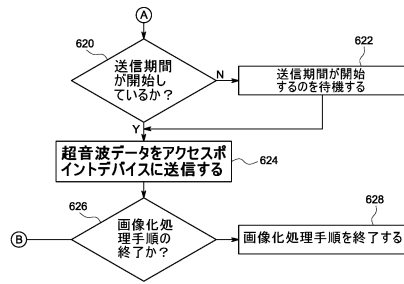 A
620
送信期間
が開始し
ているか？
N
622
送信期間が開始
するのを待機する
Y
超音波データをアクセスポ
イントデバイスに送信する
624
626
画像化処
理手順の
終了か？
B
628
画像化処理手順を終了する